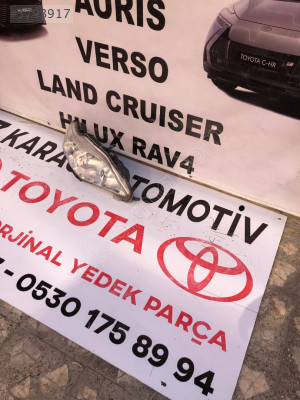 AURIS
VERSO
LAND CRUISER
HILUX RAV4
TOYOTA C-HR
OTOMOTİV
TOYOTA
ORJİNAL YEDEK PARÇA
- 0530 175 89 94